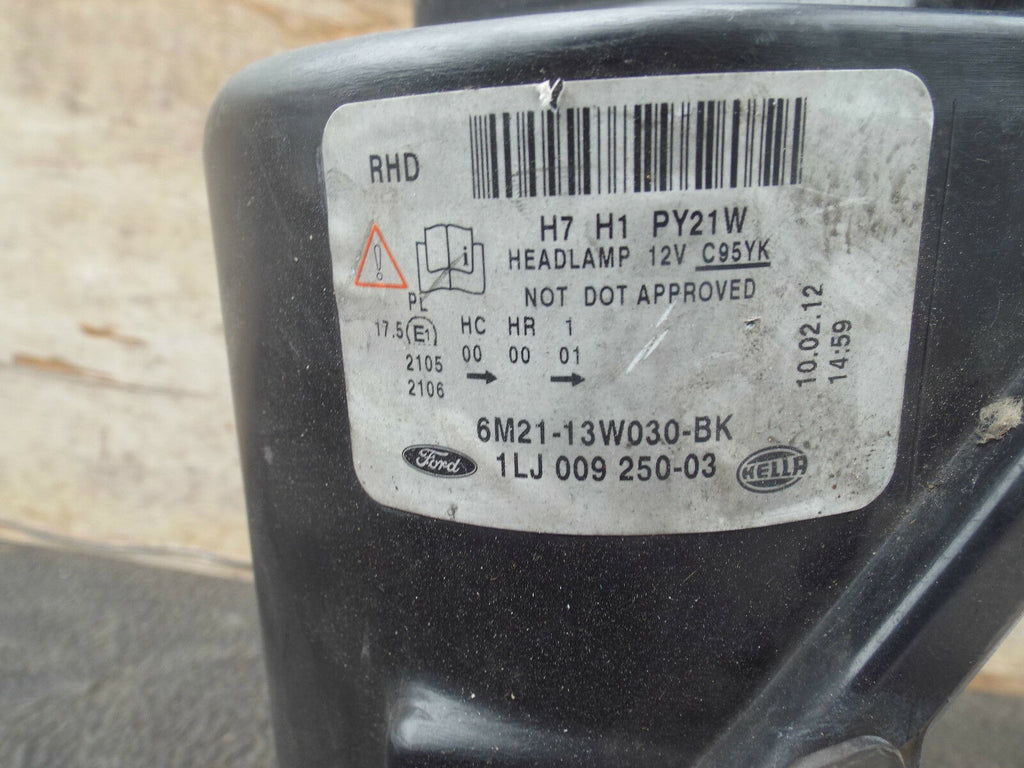 RHD
H7 H1 PY21W
HEADLAMP 12V C95YK
NOT DOT APPROVED
PL
17.5 E1 HC HR 1
2105 00 00 01
2106
10.02.12
14:59
6M21-13W030-BK
Ford 1LJ 009 250-03 HELLA